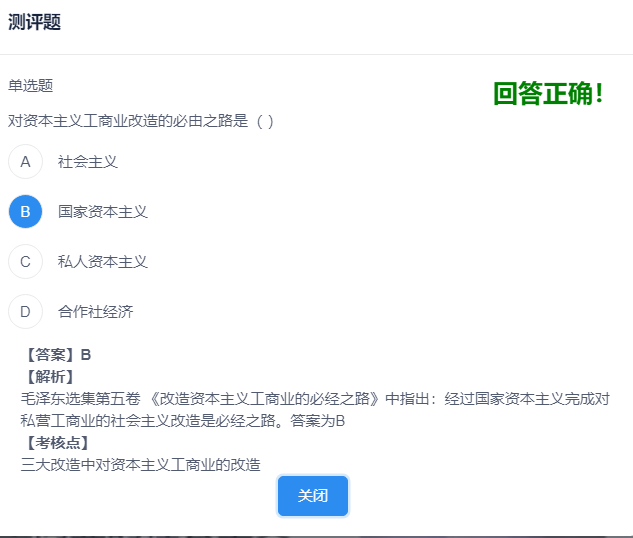 测评题
单选题
回答正确！
对资本主义工商业改造的必由之路是（ ）
A 社会主义
B 国家资本主义
C 私人资本主义
D 合作社经济
【答案】B
【解析】
毛泽东选集第五卷 《改造资本主义工商业的必经之路》中指出：经过国家资本主义完成对
私营工商业的社会主义改造是必经之路。答案为B
【考核点】
三大改造中对资本主义工商业的改造
关闭